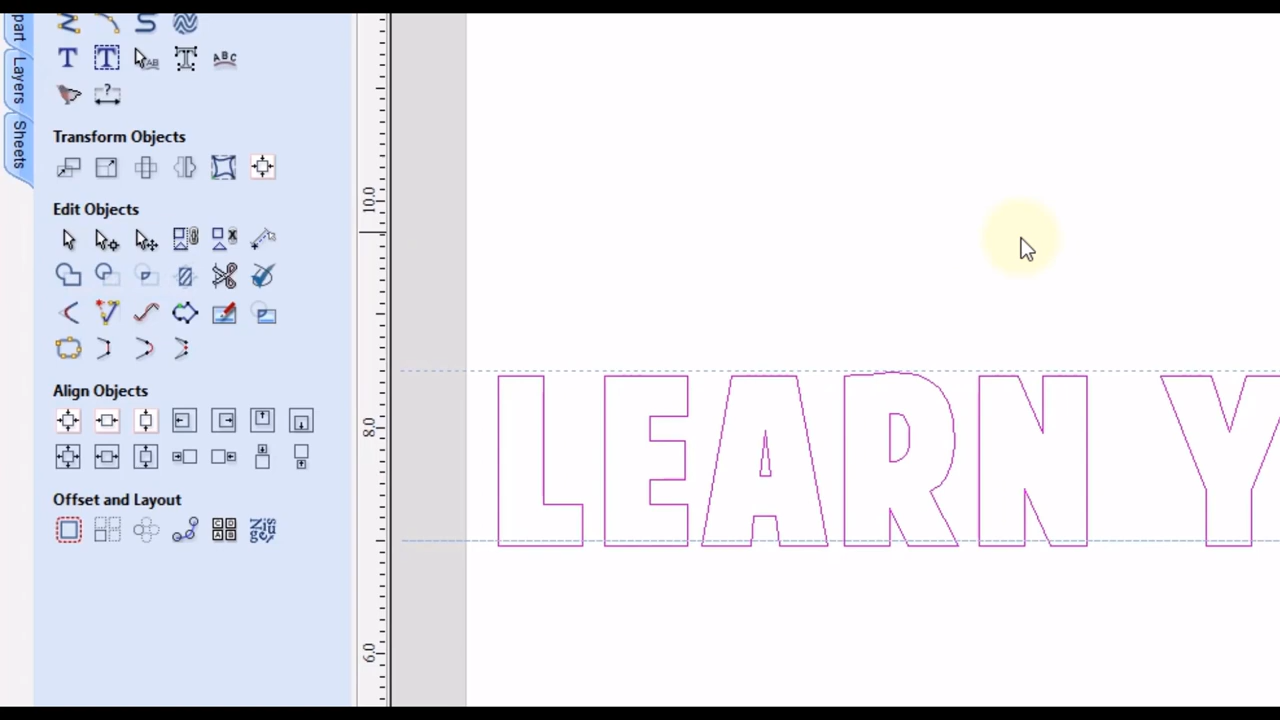 part
Layers
Sheets
Transform Objects
Edit Objects
Align Objects
Offset and Layout
10.0
8.0
6.0
LEARN Y